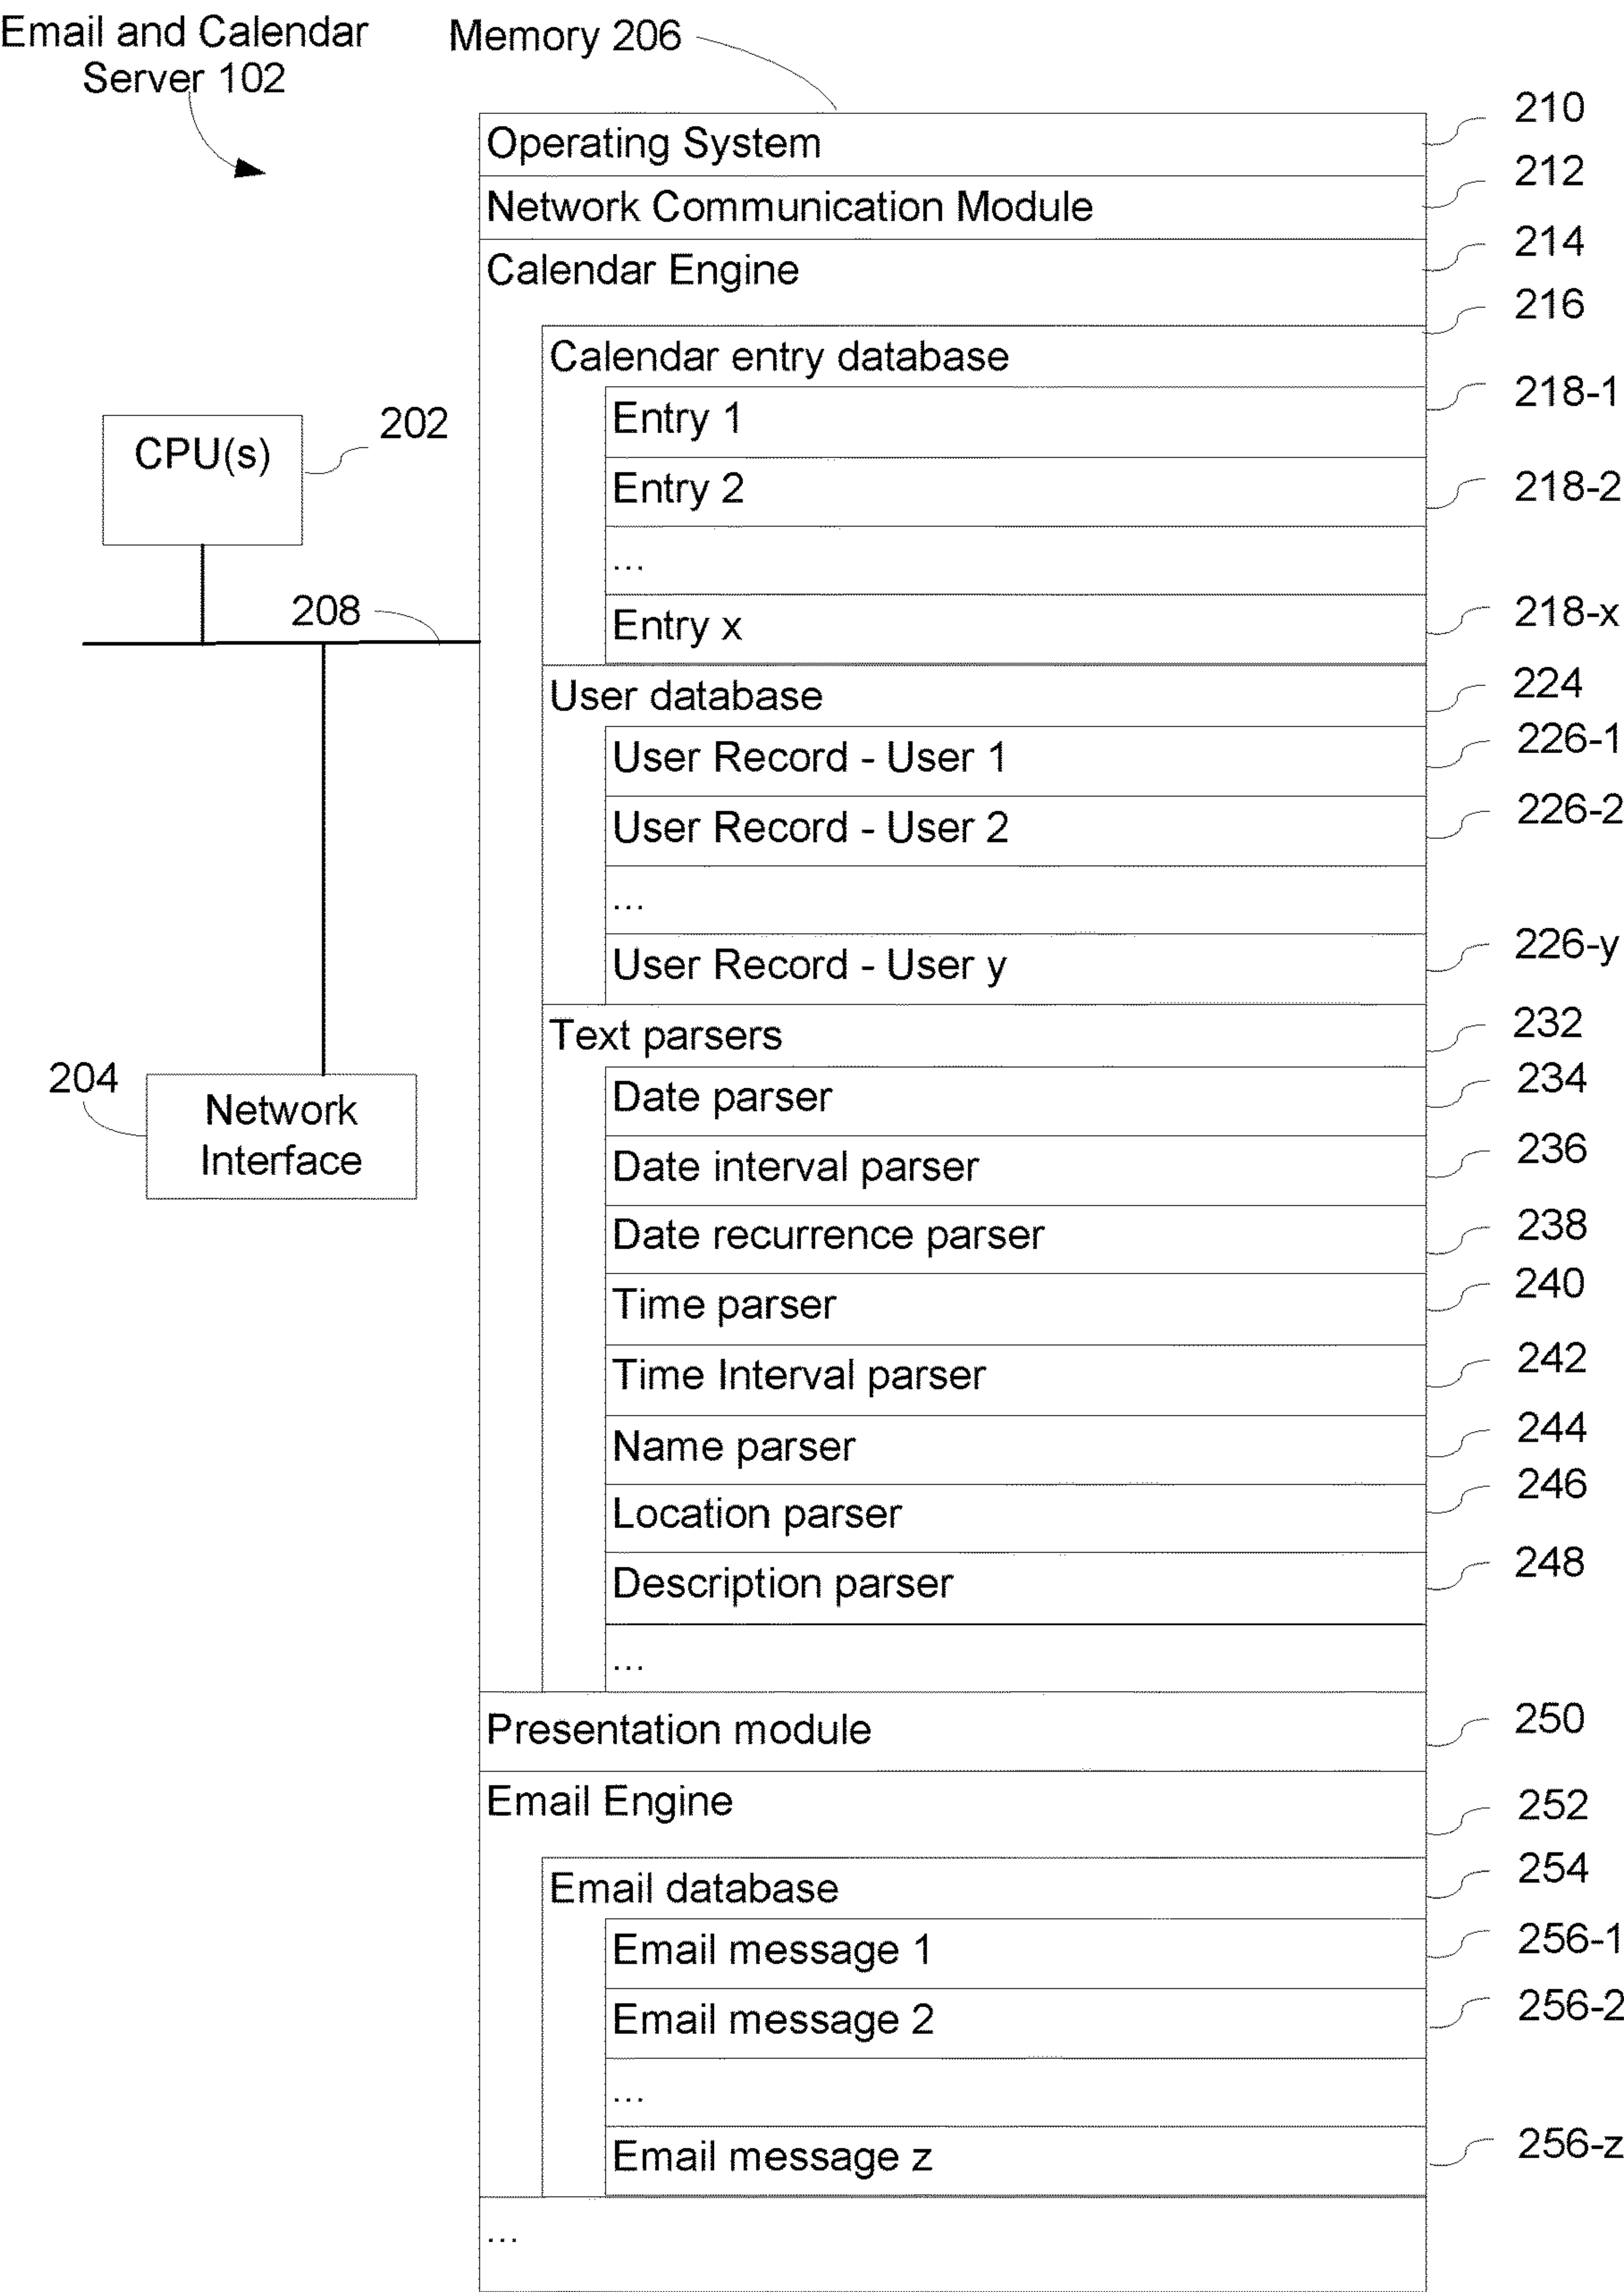 Email and Calendar
Server 102
Memory 206
Operating System
210
Network Communication Module
212
Calendar Engine
214
216
Calendar entry database
Entry 1
218-1
CPU(s)
202
Entry 2
218-2
...
208
Entry x
218-x
User database
224
User Record - User 1
226-1
User Record - User 2
226-2
...
User Record - User y
226-y
Text parsers
232
204
Network
Interface
Date parser
234
Date interval parser
236
Date recurrence parser
238
Time parser
240
Time Interval parser
242
Name parser
244
Location parser
246
Description parser
248
...
Presentation module
250
Email Engine
252
Email database
254
Email message 1
256-1
Email message 2
256-2
...
Email message z
256-z
...